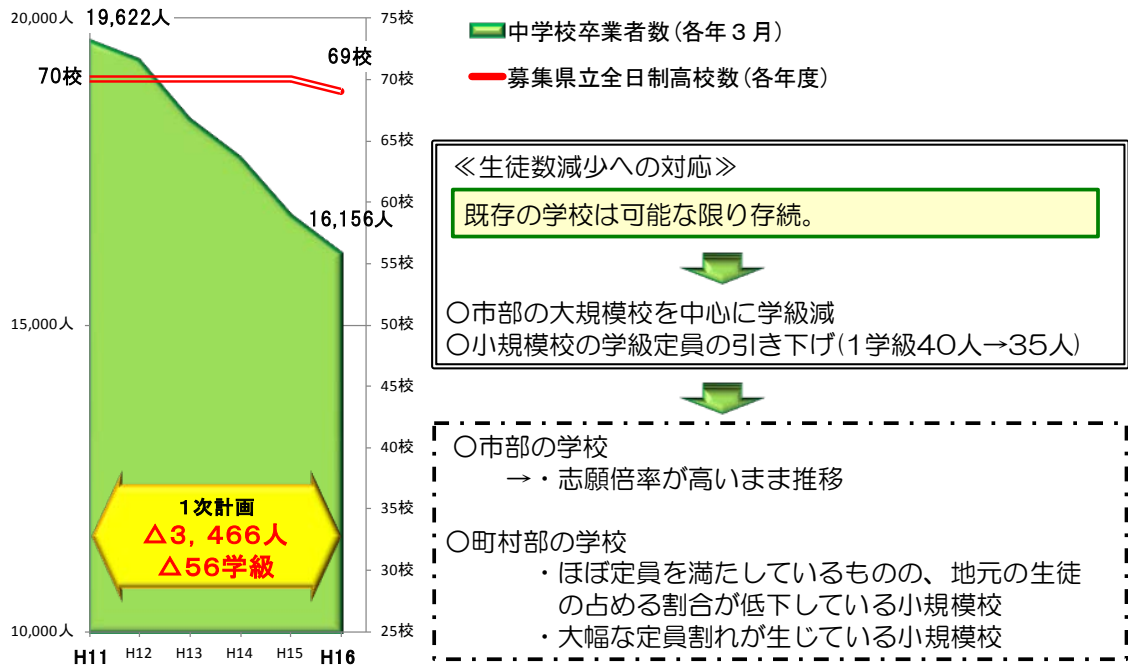 20,000人
19,622人
70校
69校
16,156人
15,000人
10,000人
75校
70校
65校
60校
55校
50校
45校
40校
35校
30校
25校
1次計画
△3,466人
△56学級
H11
H12
H13
H14
H15
H16
中学校卒業者数(各年3月)
募集県立全日制高校数(各年度)
≪生徒数減少への対応≫
既存の学校は可能な限り存続。
○市部の大規模校を中心に学級減
○小規模校の学級定員の引き下げ(1学級40人→35人)
○市部の学校
→・志願倍率が高いまま推移
○町村部の学校
・ほぼ定員を満たしているものの、地元の生徒
の占める割合が低下している小規模校
・大幅な定員割れが生じている小規模校